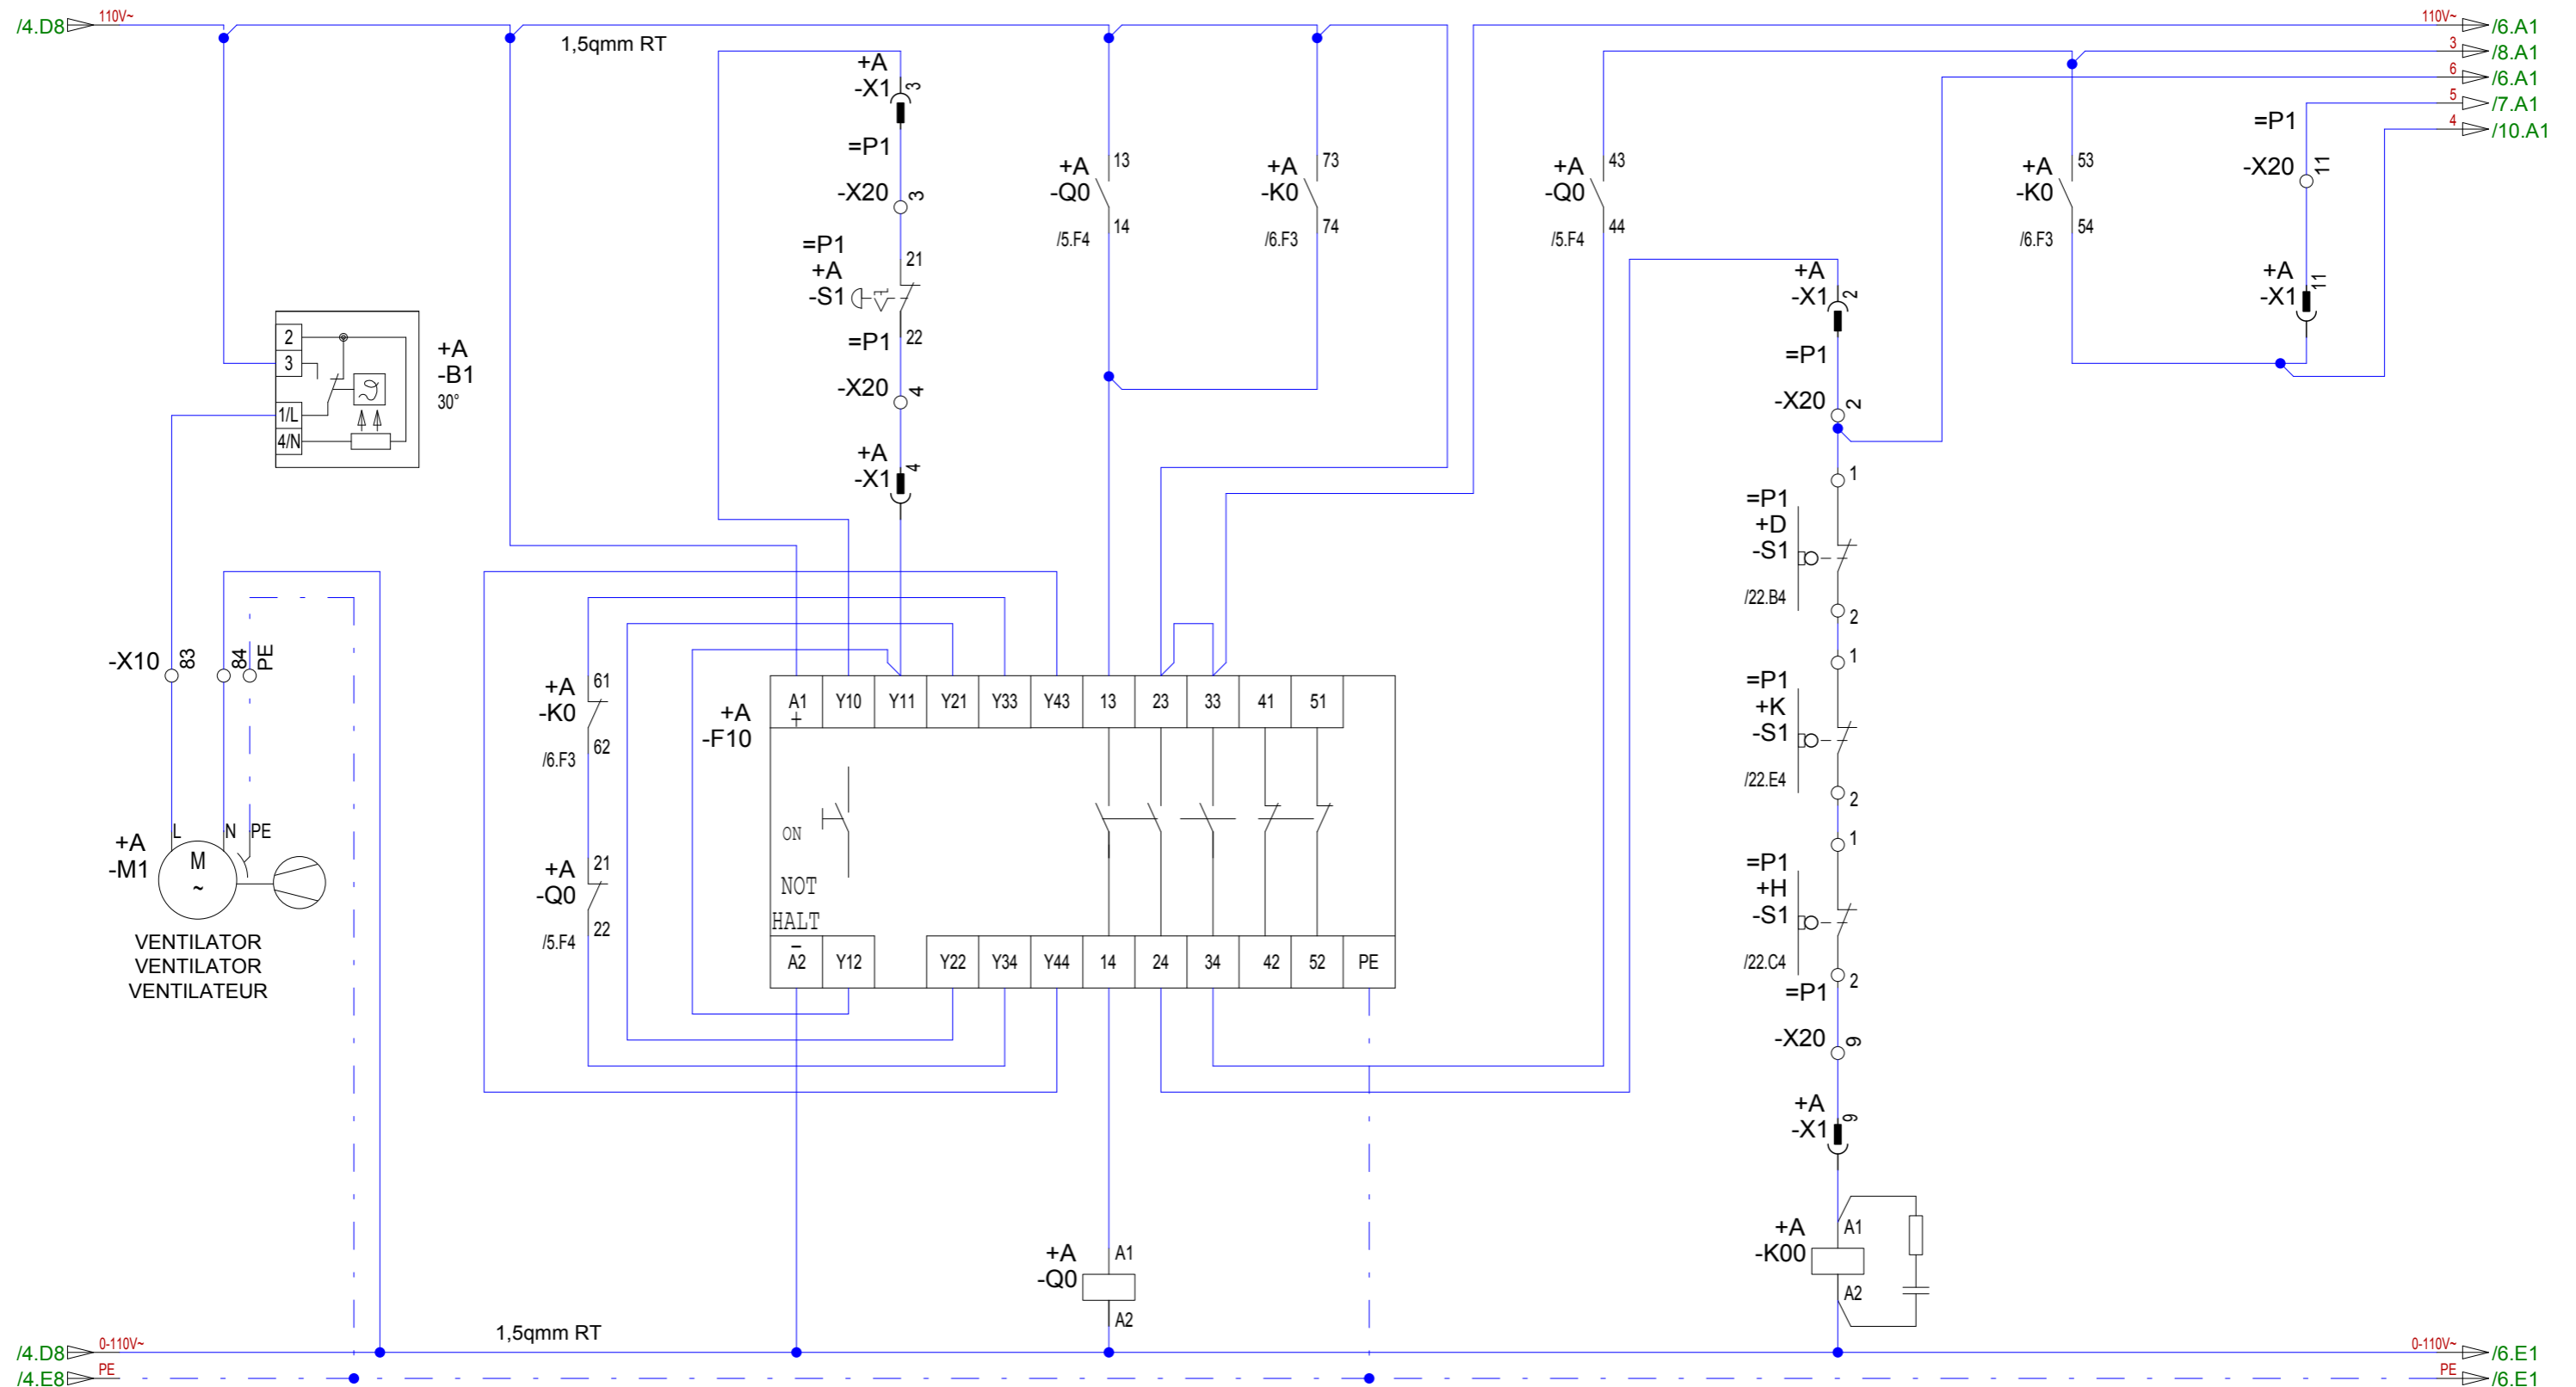 /4.D8 110V~
1,5qmm RT
110V~ /6.A1
3 /8.A1
6 /6.A1
5 /7.A1
4 /10.A1
+A
-X1 3
=P1
-X20 3
=P1
+A
-S1
21
22
=P1
-X20 4
+A
-X1 4
+A
-Q0
13
14
/5.F4
+A
-K0
73
74
/6.F3
+A
-Q0
43
44
/5.F4
+A
-K0
53
54
/6.F3
=P1
-X20 11
+A
-X1 11
2
3
1/L
4/N
+A
-B1
30°
+A
-X1 2
=P1
-X20 2
1
=P1
+D
-S1
/22.B4
2
1
=P1
+K
-S1
/22.E4
2
1
=P1
+H
-S1
/22.C4
2
=P1
-X20 9
+A
-X1 9
+A
-K00
A1
A2
-X10 83 84 PE
L N PE
+A
-M1
M
~
VENTILATOR
VENTILATOR
VENTILATEUR
+A
-K0
61
62
/6.F3
+A
-Q0
21
22
/5.F4
+A
-F10
A1 Y10 Y11 Y21 Y33 Y43 13 23 33 41 51
+
ON
NOT
HALT
–
A2 Y12 Y22 Y34 Y44 14 24 34 42 52 PE
+A
-Q0
A1
A2
1,5qmm RT
/4.D8 0-110V~
/4.E8 PE
0-110V~ /6.E1
PE /6.E1